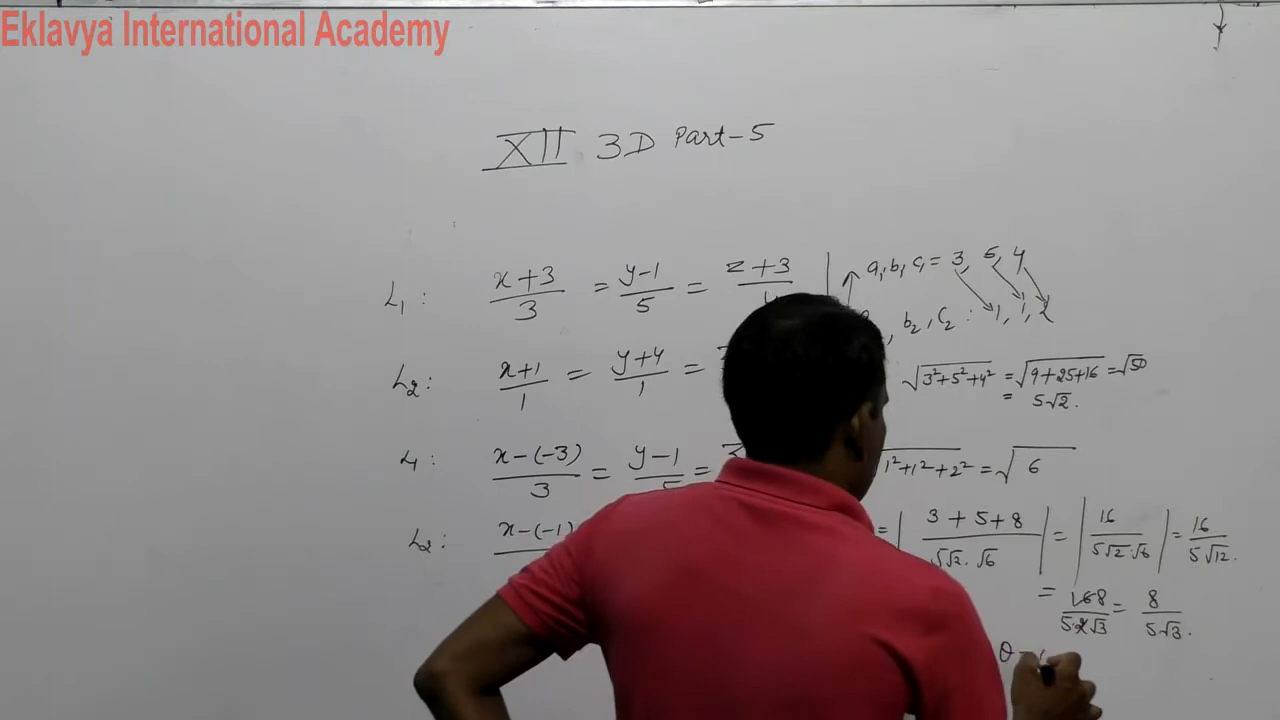 Eklavya International Academy
XII 3D Part-5
L₁: x+3/3 = y-1/5 = z+3/4
a₁b₁c₁ = 3, 5, 4
b₂, c₂ : 1, 1, 2
L₂: x+1/1 = y+4/1 =
√3²+5²+4² = √9+25+16 = √50
= 5√2.
L₁: x-(-3)/3 = y-1/5 =
1²+1²+2² = √6
L₂: x-(-1)
= | 3+5+8 / 5√2.√6 | = | 16 / 5√2.√6 | = 16/5√12.
= 168/5.2√3 = 8/5√3.
θ =